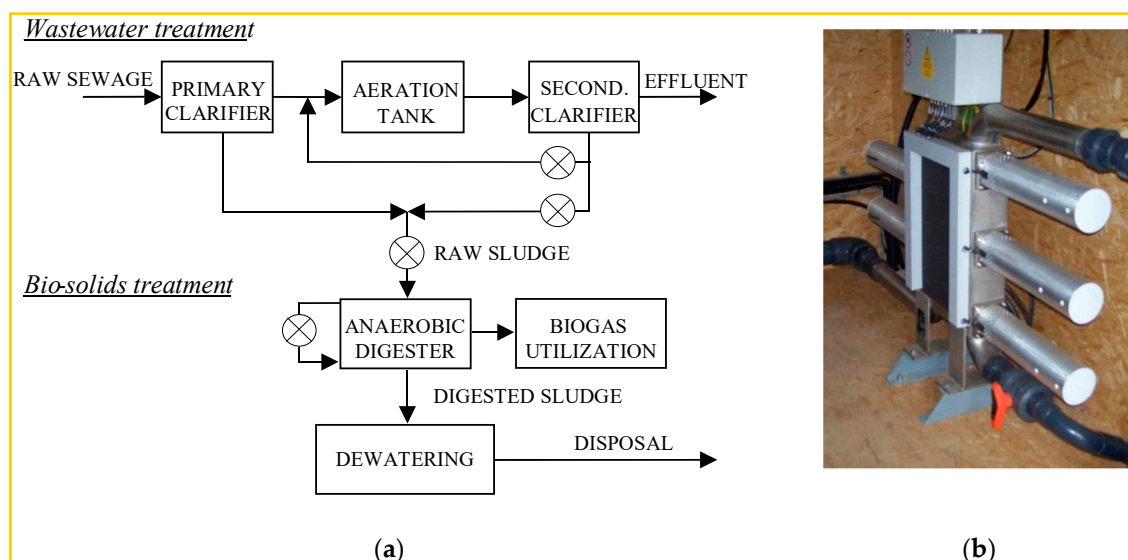 Wastewater treatment
RAW SEWAGE
PRIMARY
CLARIFIER
AERATION
TANK
SECOND.
CLARIFIER
EFFLUENT
RAW SLUDGE
Bio-solids treatment
ANAEROBIC
DIGESTER
BIOGAS
UTILIZATION
DIGESTED SLUDGE
DEWATERING
DISPOSAL
(a)
(b)